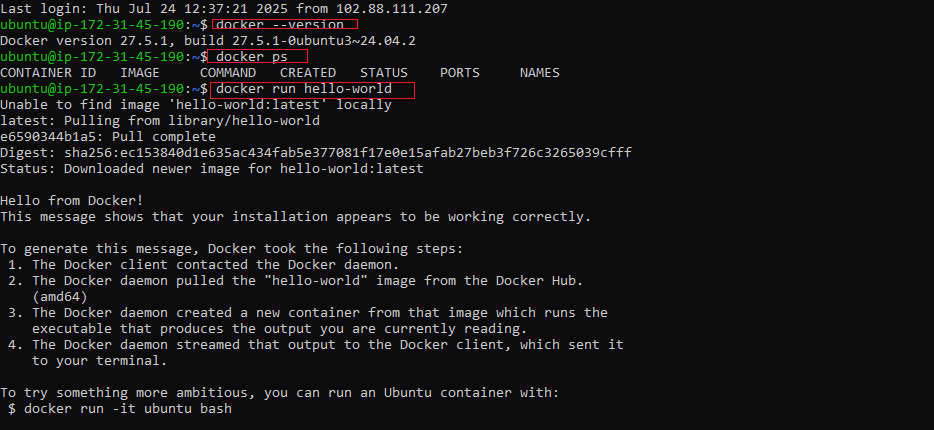 Last login: Thu Jul 24 12:37:21 2025 from 102.88.111.207
ubuntu@ip-172-31-45-190:~$ docker --version
Docker version 27.5.1, build 27.5.1-0ubuntu3~24.04.2
ubuntu@ip-172-31-45-190:~$ docker ps
CONTAINER ID   IMAGE     COMMAND   CREATED   STATUS    PORTS     NAMES
ubuntu@ip-172-31-45-190:~$ docker run hello-world
Unable to find image 'hello-world:latest' locally
latest: Pulling from library/hello-world
e6590344b1a5: Pull complete
Digest: sha256:ec153840d1e635ac434fab5e377081f17e0e15afab27beb3f726c3265039cfff
Status: Downloaded newer image for hello-world:latest
Hello from Docker!
This message shows that your installation appears to be working correctly.
To generate this message, Docker took the following steps:
 1. The Docker client contacted the Docker daemon.
 2. The Docker daemon pulled the "hello-world" image from the Docker Hub.
    (amd64)
 3. The Docker daemon created a new container from that image which runs the
    executable that produces the output you are currently reading.
 4. The Docker daemon streamed that output to the Docker client, which sent it
    to your terminal.
To try something more ambitious, you can run an Ubuntu container with:
 $ docker run -it ubuntu bash